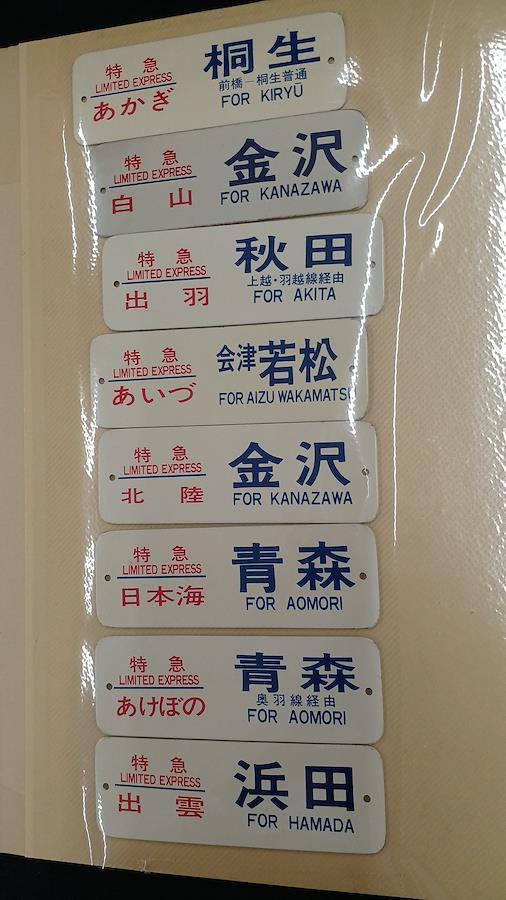 特急
LIMITED EXPRESS
あかぎ
桐生
前橋ー桐生普通
FOR KIRYŪ
特急
LIMITED EXPRESS
白山
金沢
FOR KANAZAWA
特急
LIMITED EXPRESS
出羽
秋田
上越・羽越線経由
FOR AKITA
特急
LIMITED EXPRESS
あいづ
会津若松
FOR AIZU WAKAMATSU
特急
LIMITED EXPRESS
北陸
金沢
FOR KANAZAWA
特急
LIMITED EXPRESS
日本海
青森
FOR AOMORI
特急
LIMITED EXPRESS
あけぼの
青森
奥羽線経由
FOR AOMORI
特急
LIMITED EXPRESS
出雲
浜田
FOR HAMADA